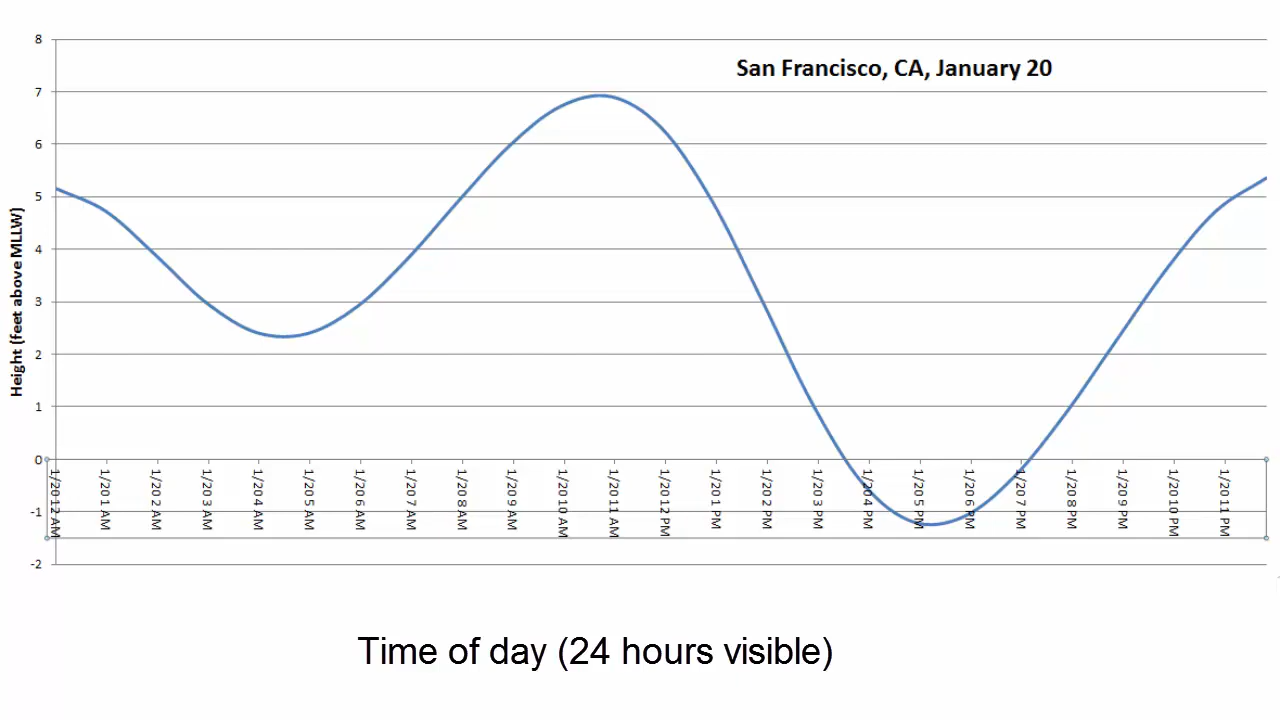 San Francisco, CA, January 20
Height (feet above MLLW)
8
7
6
5
4
3
2
1
0
-1
-2
1/20 12 AM
1/20 1 AM
1/20 2 AM
1/20 3 AM
1/20 4 AM
1/20 5 AM
1/20 6 AM
1/20 7 AM
1/20 8 AM
1/20 9 AM
1/20 10 AM
1/20 11 AM
1/20 12 PM
1/20 1 PM
1/20 2 PM
1/20 3 PM
1/20 4 PM
1/20 5 PM
1/20 6 PM
1/20 7 PM
1/20 8 PM
1/20 9 PM
1/20 10 PM
1/20 11 PM
Time of day (24 hours visible)